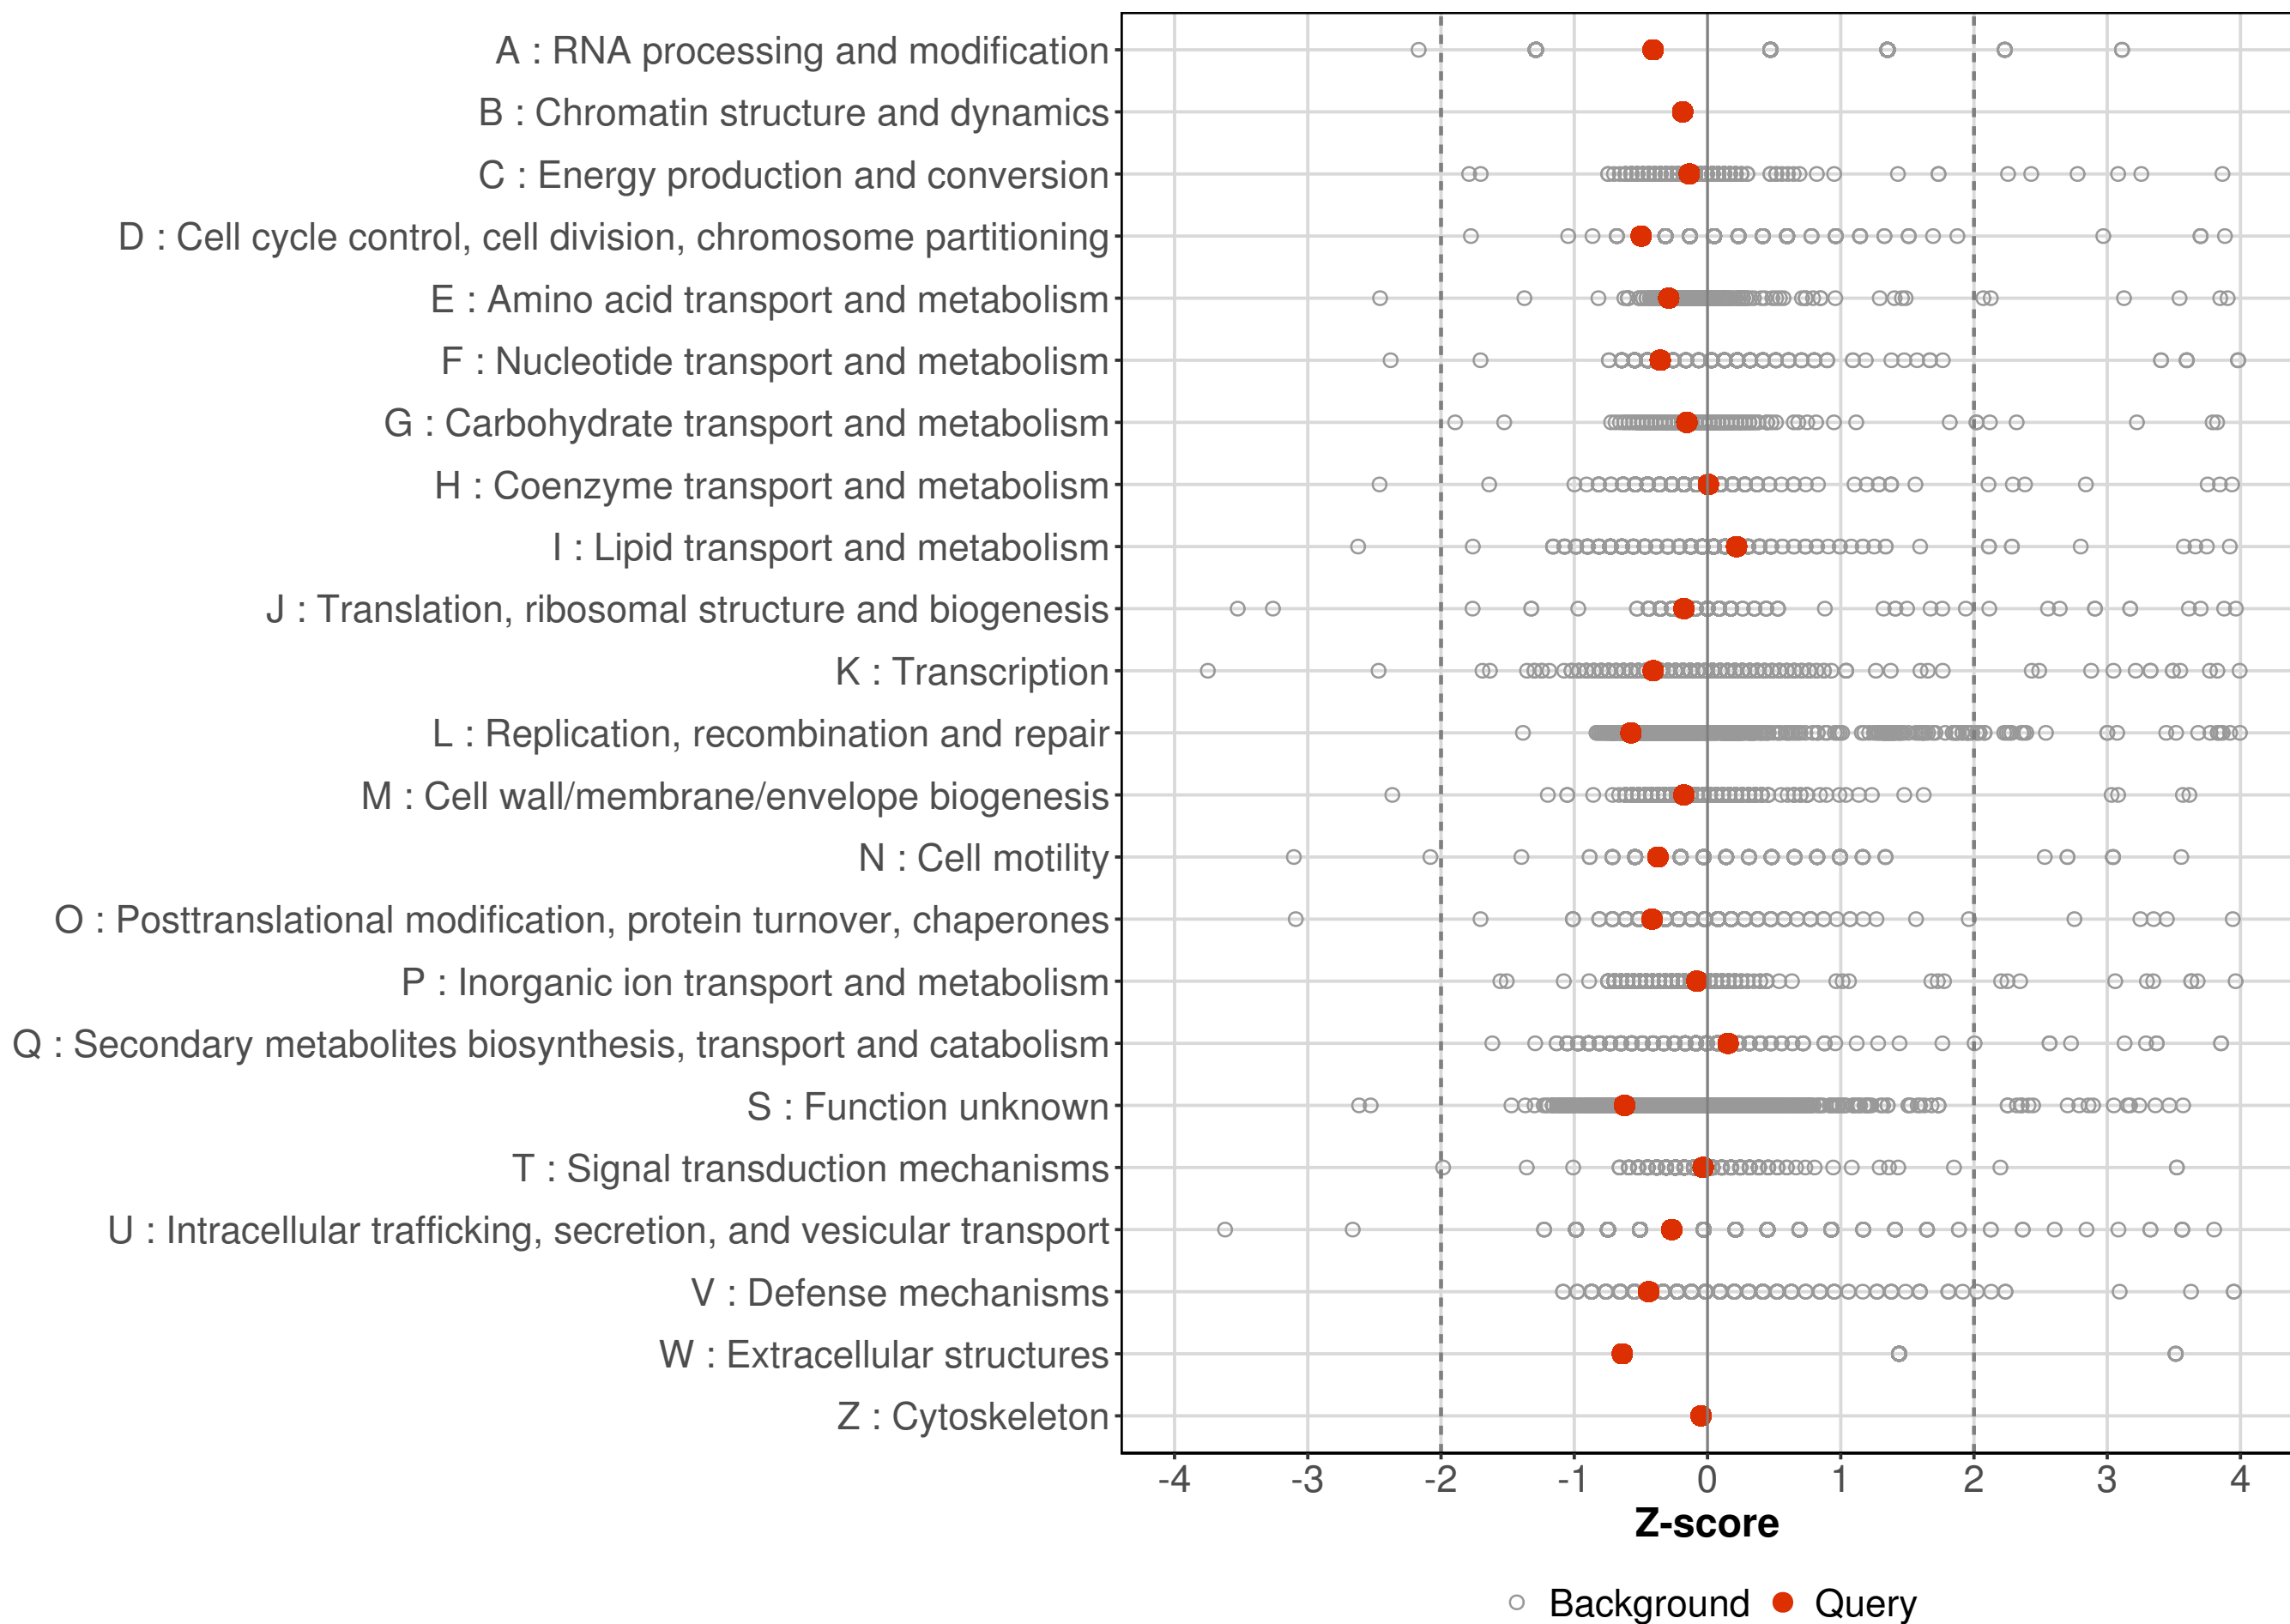 A : RNA processing and modification
B : Chromatin structure and dynamics
C : Energy production and conversion
D : Cell cycle control, cell division, chromosome partitioning
E : Amino acid transport and metabolism
F : Nucleotide transport and metabolism
G : Carbohydrate transport and metabolism
H : Coenzyme transport and metabolism
I : Lipid transport and metabolism
J : Translation, ribosomal structure and biogenesis
K : Transcription
L : Replication, recombination and repair
M : Cell wall/membrane/envelope biogenesis
N : Cell motility
O : Posttranslational modification, protein turnover, chaperones
P : Inorganic ion transport and metabolism
Q : Secondary metabolites biosynthesis, transport and catabolism
S : Function unknown
T : Signal transduction mechanisms
U : Intracellular trafficking, secretion, and vesicular transport
V : Defense mechanisms
W : Extracellular structures
Z : Cytoskeleton
-4 -3 -2 -1 0 1 2 3 4
Z-score
Background Query